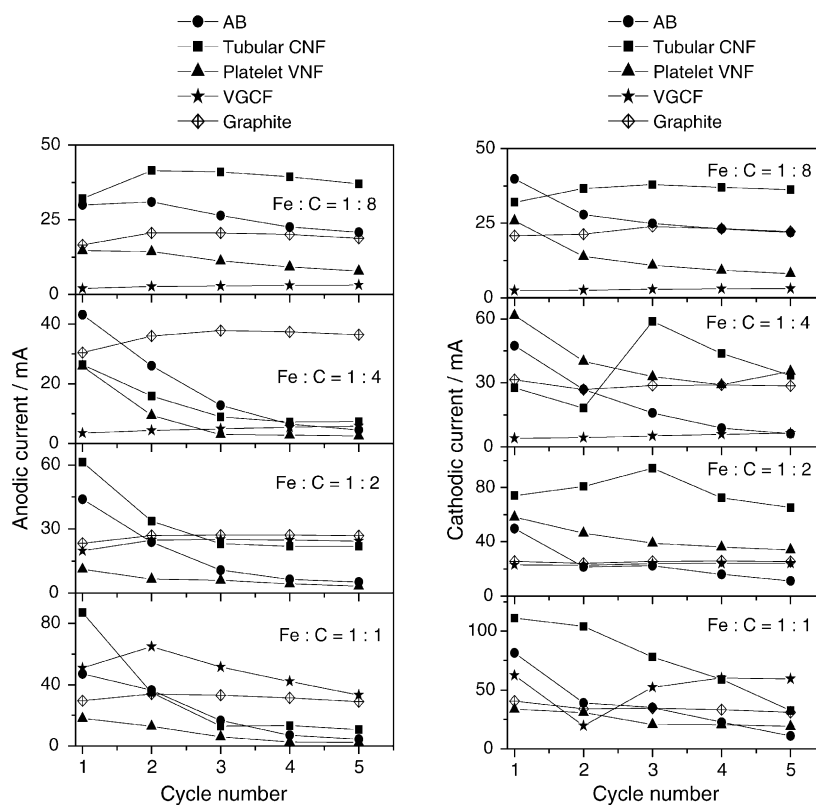 AB
Tubular CNF
Platelet VNF
VGCF
Graphite
Anodic current / mA
50
25
0
Fe : C = 1 : 8
40
20
0
Fe : C = 1 : 4
60
30
0
Fe : C = 1 : 2
80
40
0
Fe : C = 1 : 1
1 2 3 4 5
Cycle number
AB
Tubular CNF
Platelet VNF
VGCF
Graphite
Cathodic current / mA
50
25
0
Fe : C = 1 : 8
60
30
0
Fe : C = 1 : 4
80
40
0
Fe : C = 1 : 2
100
50
0
Fe : C = 1 : 1
1 2 3 4 5
Cycle number